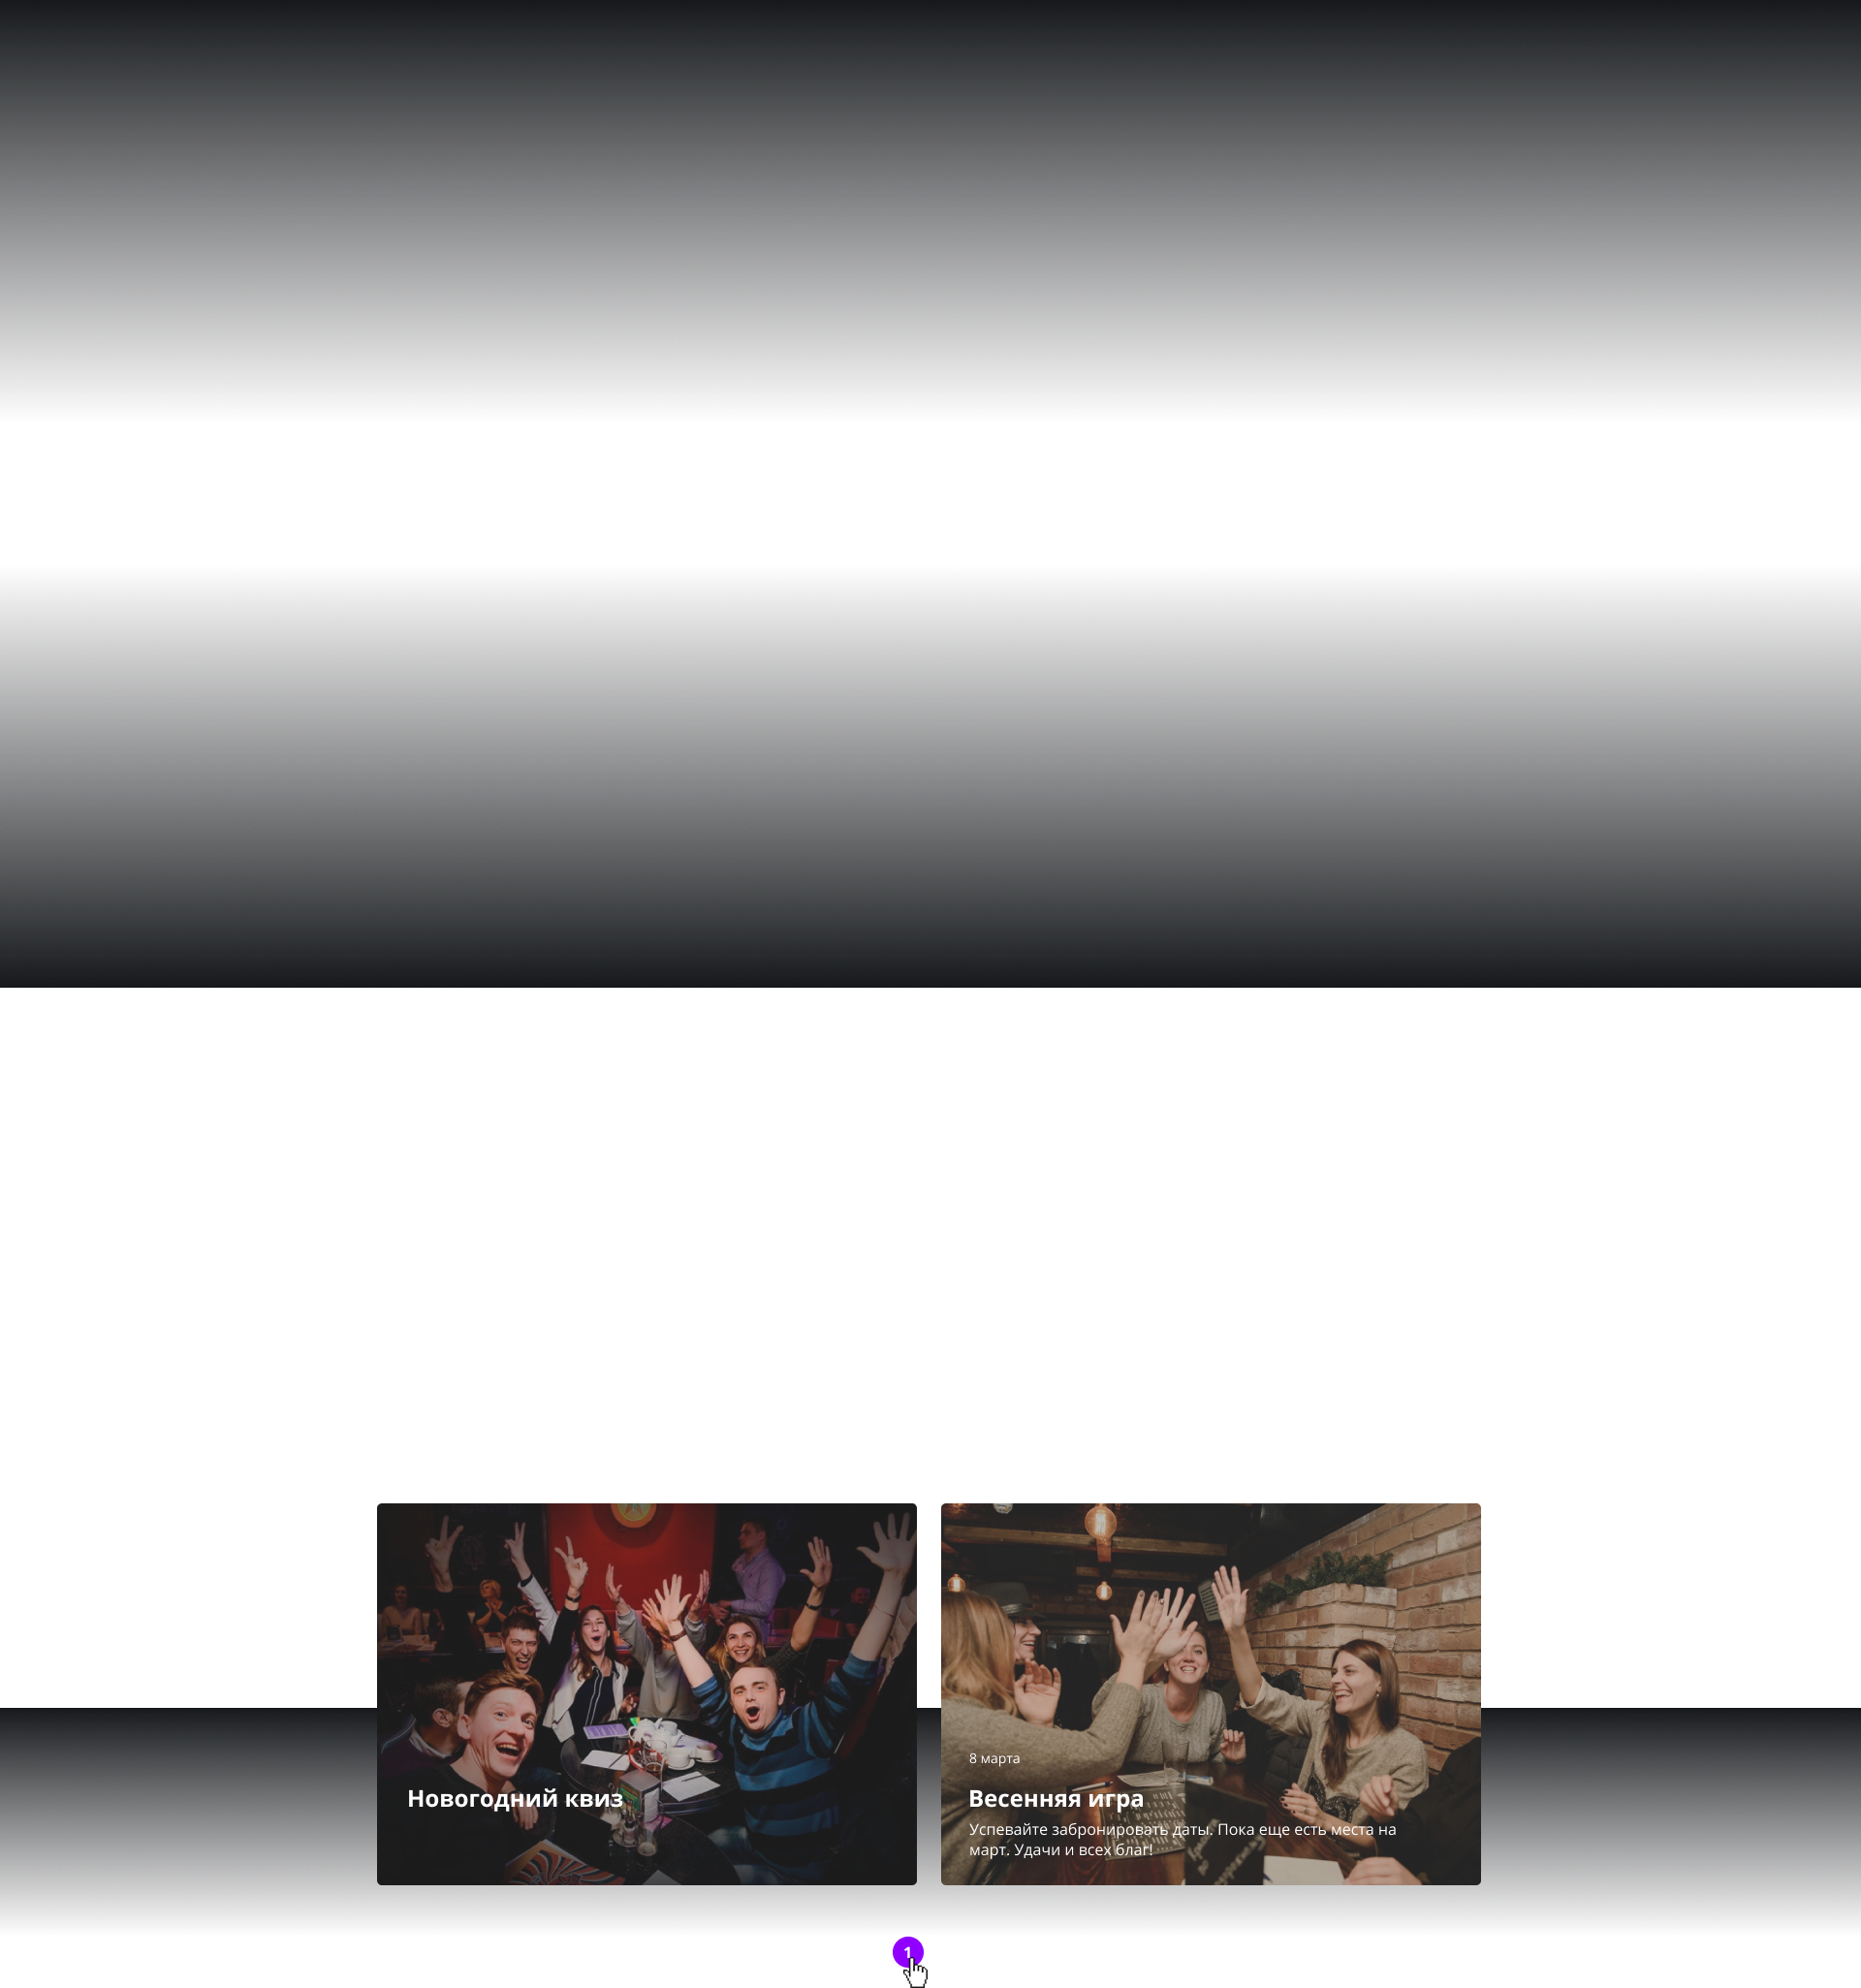 Новогодний квиз
8 марта
Весенняя игра
Успевайте забронировать даты. Пока еще есть места на
март. Удачи и всех благ!
1